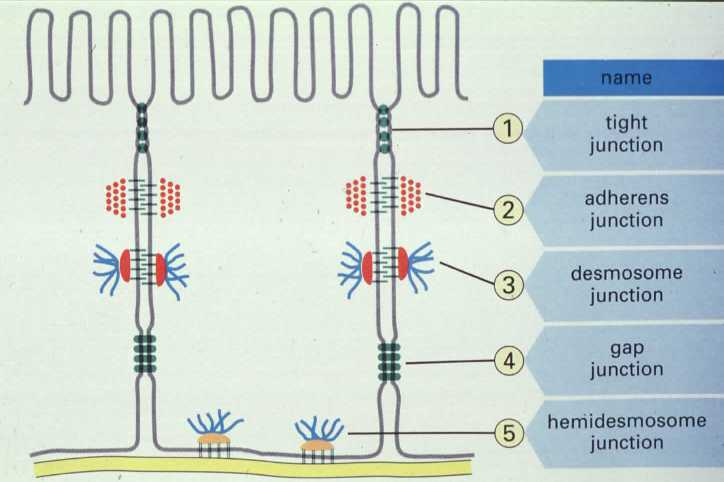 name
1
tight
junction
2
adherens
junction
3
desmosome
junction
4
gap
junction
5
hemidesmosome
junction